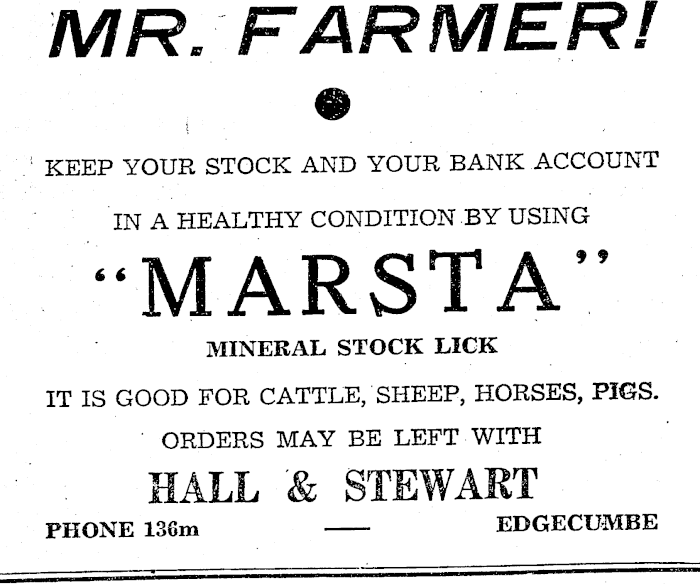 MR. FARMER!
KEEP YOUR STOCK AND YOUR BANK ACCOUNT
IN A HEALTHY CONDITION BY USING
“MARSTA”
MINERAL STOCK LICK
IT IS GOOD FOR CATTLE, SHEEP, HORSES, PIGS.
ORDERS MAY BE LEFT WITH
HALL & STEWART
PHONE 136m — EDGECUMBE